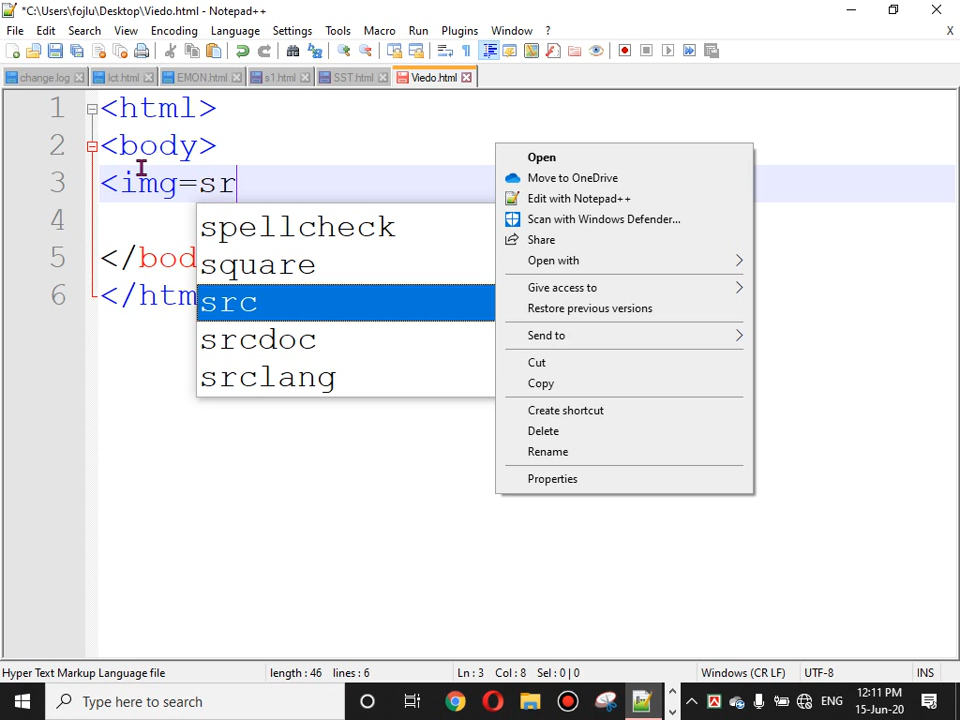 *C:\Users\fojlu\Desktop\Viedo.html - Notepad++
File Edit Search View Encoding Language Settings Tools Macro Run Plugins Window ? X
change.log Ict.html EMON.html s1.html SST.html Viedo.html
1 <html>
2 <body>
3 <img=sr
4
5 </bod
6 </htm
spellcheck
square
src
srcdoc
srclang
Open
Move to OneDrive
Edit with Notepad++
Scan with Windows Defender...
Share
Open with
Give access to
Restore previous versions
Send to
Cut
Copy
Create shortcut
Delete
Rename
Properties
Hyper Text Markup Language file length : 46 lines : 6 Ln : 3 Col : 8 Sel : 0 | 0 Windows (CR LF) UTF-8 INS
Type here to search ENG 12:11 PM
15-Jun-20